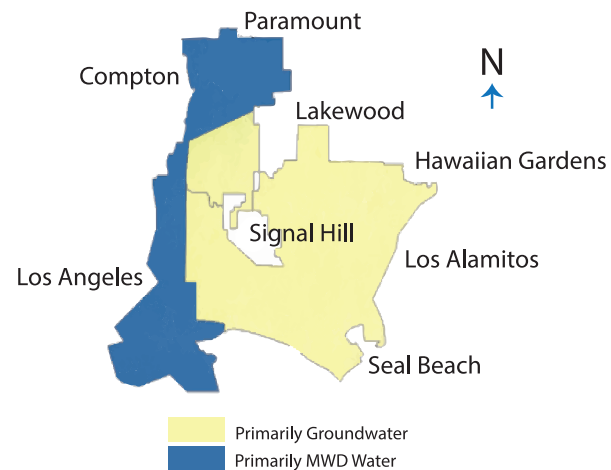 Paramount
Compton
N
Lakewood
Hawaiian Gardens
Signal Hill
Los Alamitos
Los Angeles
Seal Beach
Primarily Groundwater
Primarily MWD Water